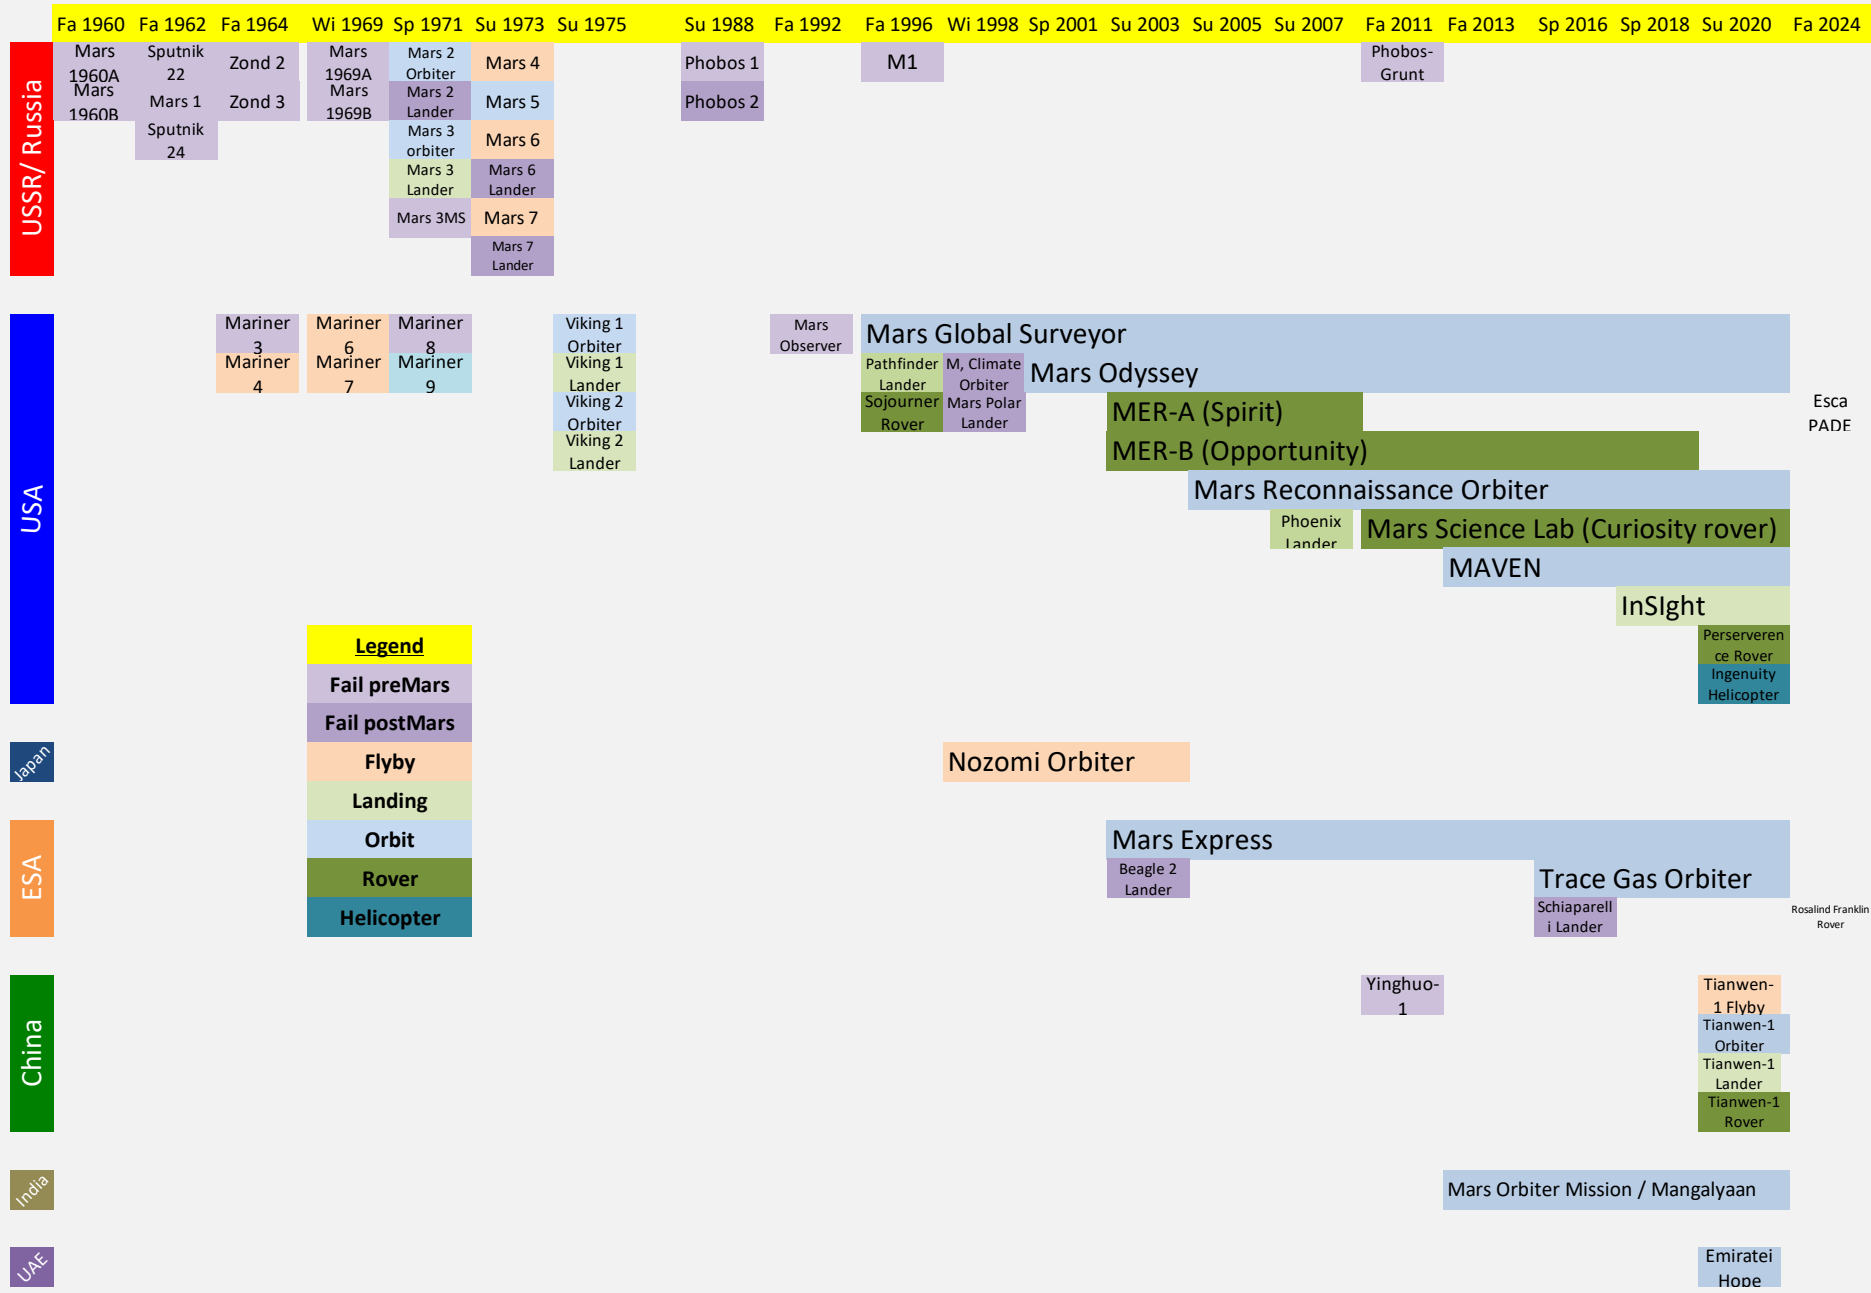 Fa 1960 Fa 1962 Fa 1964 Wi 1969 Sp 1971 Su 1973 Su 1975 Su 1988 Fa 1992 Fa 1996 Wi 1998 Sp 2001 Su 2003 Su 2005 Su 2007 Fa 2011 Fa 2013 Sp 2016 Sp 2018 Su 2020 Fa 2024
USSR/ Russia
Mars
1960A
Sputnik
22
Zond 2
Mars
1969A
Mars 2
Orbiter
Mars 4
Phobos 1
M1
Phobos-
Grunt
Mars
1960B
Mars 1
Zond 3
Mars
1969B
Mars 2
Lander
Mars 5
Phobos 2
Sputnik
24
Mars 3
orbiter
Mars 6
Mars 3
Lander
Mars 6
Lander
Mars 3MS
Mars 7
Mars 7
Lander
USA
Mariner
3
Mariner
6
Mariner
8
Viking 1
Orbiter
Mars
Observer
Mars Global Surveyor
Mariner
4
Mariner
7
Mariner
9
Viking 1
Lander
Pathfinder
Lander
M, Climate
Orbiter
Mars Odyssey
Viking 2
Orbiter
Sojourner
Rover
Mars Polar
Lander
MER-A (Spirit)
Esca
PADE
Viking 2
Lander
MER-B (Opportunity)
Mars Reconnaissance Orbiter
Phoenix
Lander
Mars Science Lab (Curiosity rover)
MAVEN
InSIght
Perserveren
ce Rover
Ingenuity
Helicopter
Legend
Fail preMars
Fail postMars
Flyby
Landing
Orbit
Rover
Helicopter
Japan
Nozomi Orbiter
ESA
Mars Express
Beagle 2
Lander
Trace Gas Orbiter
Schiaparell
i Lander
Rosalind Franklin
Rover
China
Yinghuo-
1
Tianwen-
1 Flyby
Tianwen-1
Orbiter
Tianwen-1
Lander
Tianwen-1
Rover
India
Mars Orbiter Mission / Mangalyaan
UAE
Emiratei
Hope